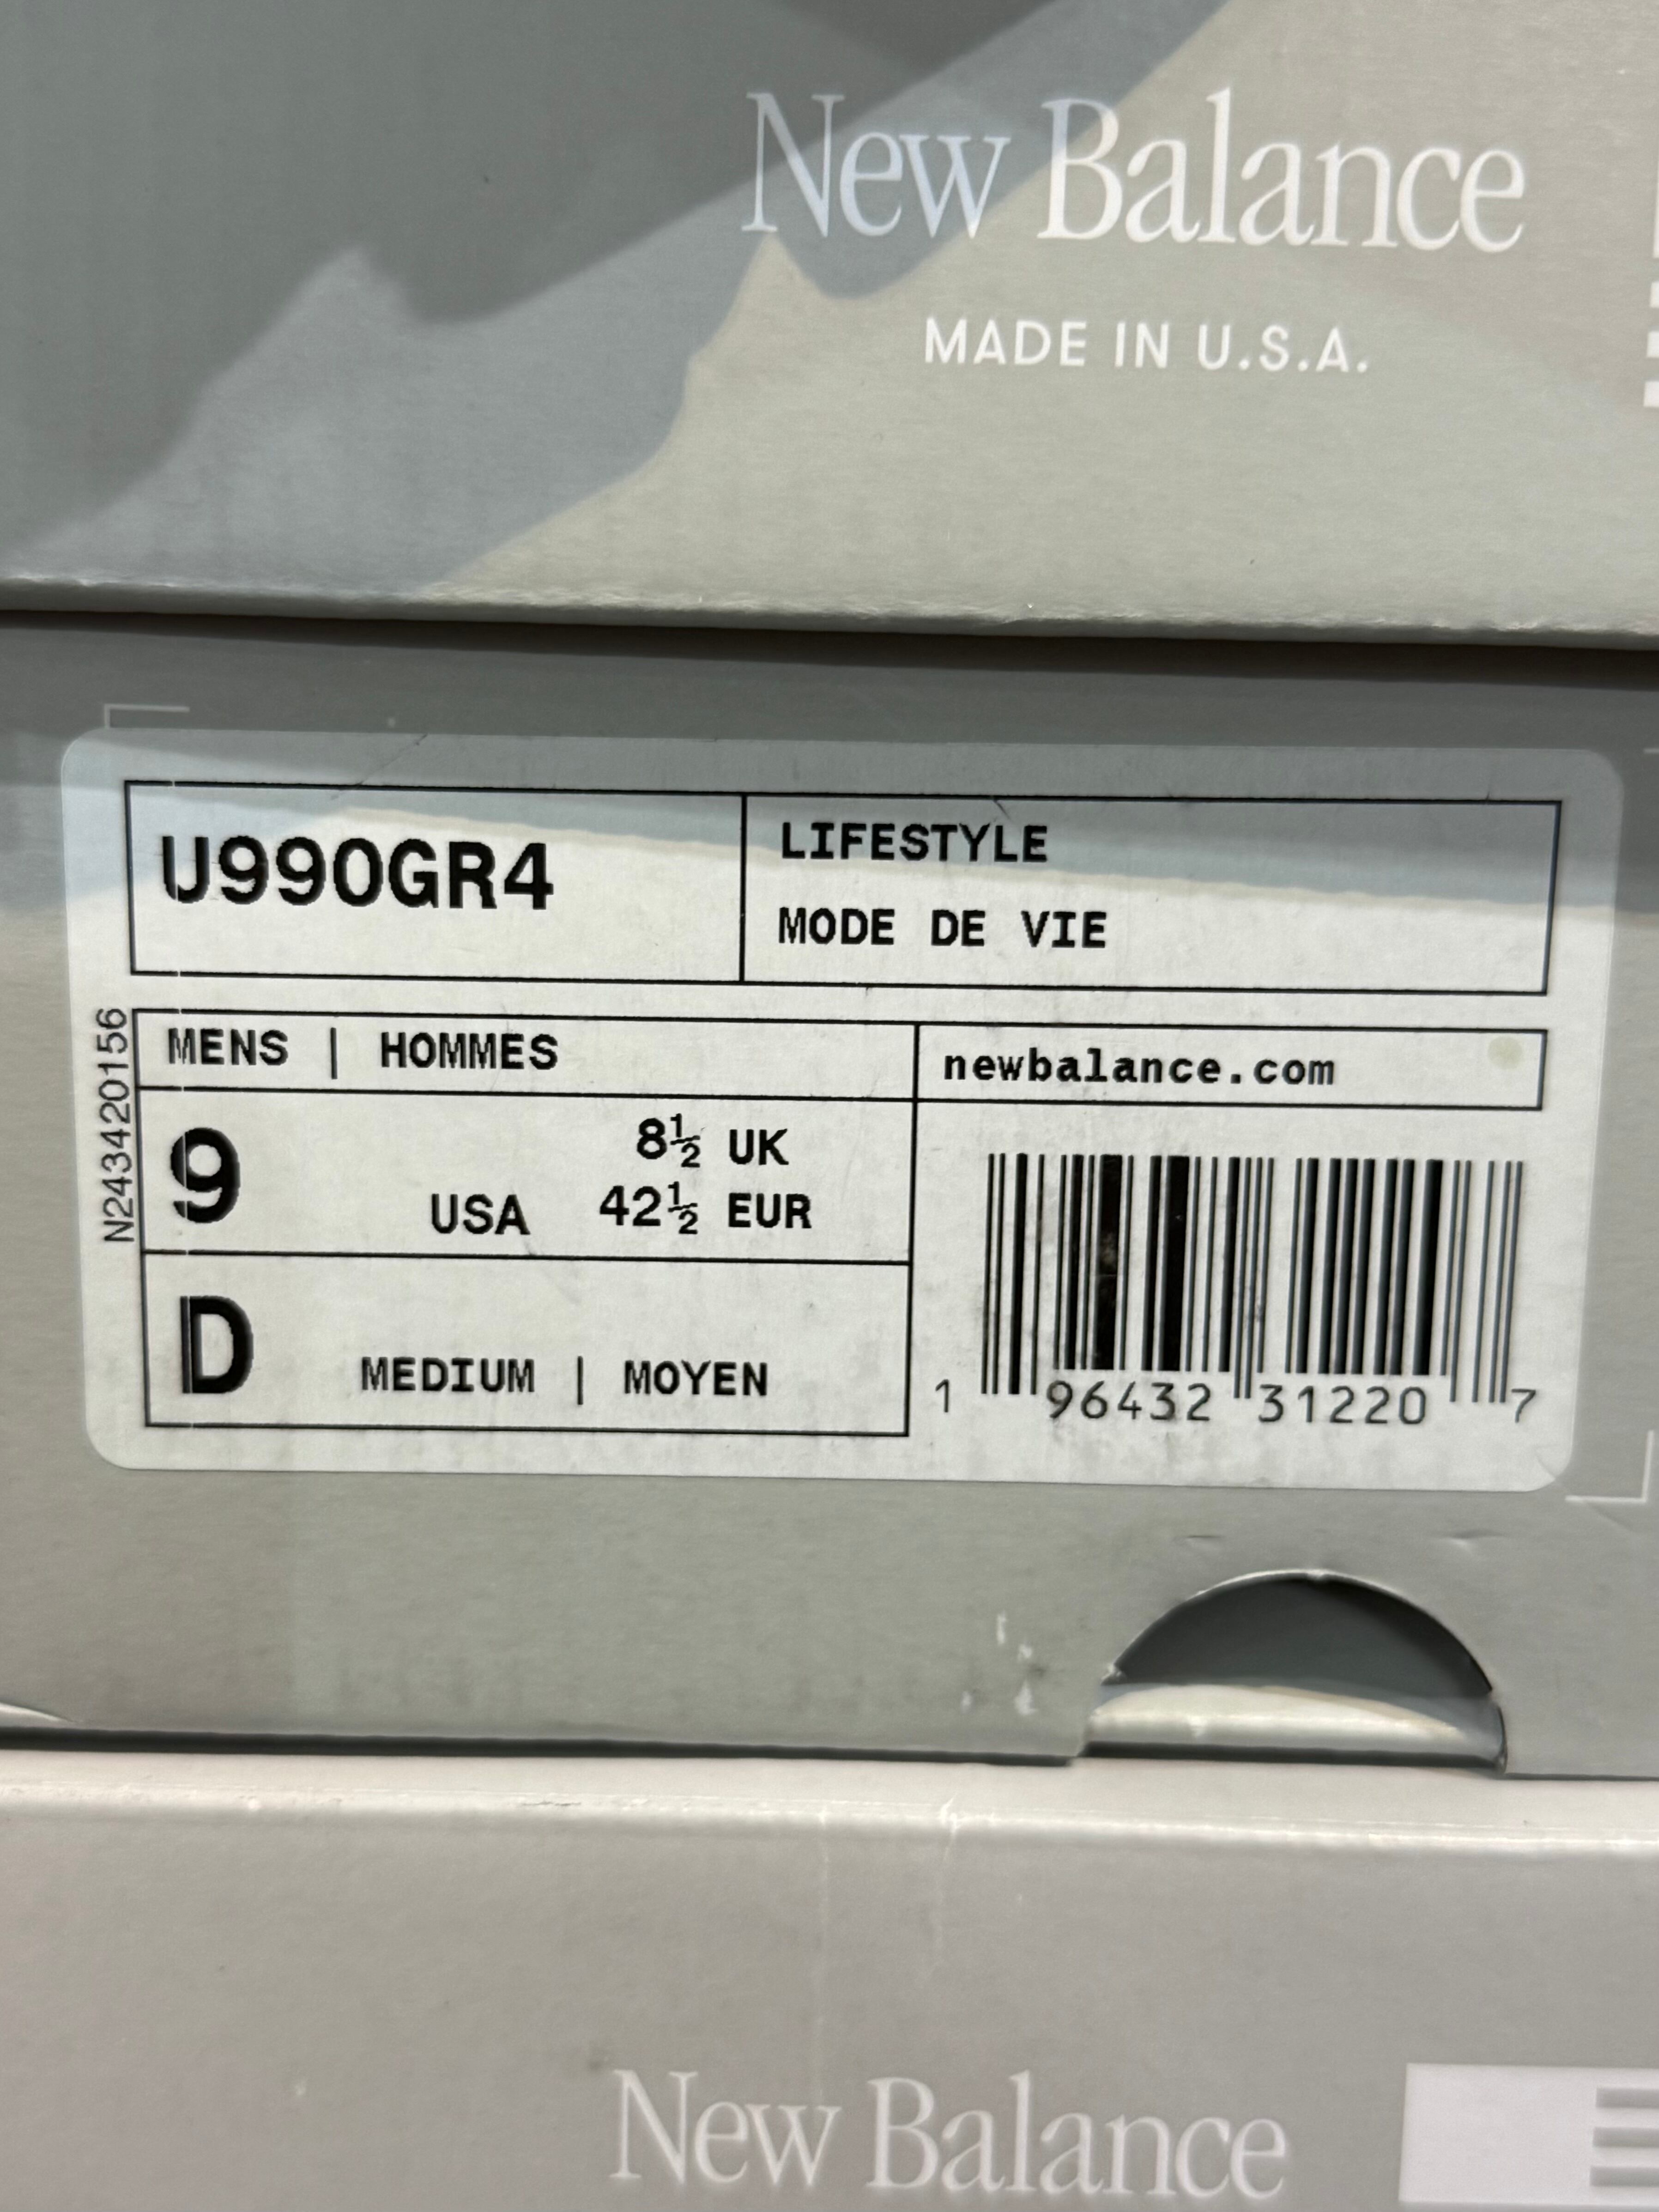 New Balance
MADE IN U.S.A.
U990GR4
LIFESTYLE
MODE DE VIE
N243420156
MENS | HOMMES
newbalance.com
9 USA
8½ UK
42½ EUR
D
MEDIUM | MOYEN
1 96432 31220 7
New Balance